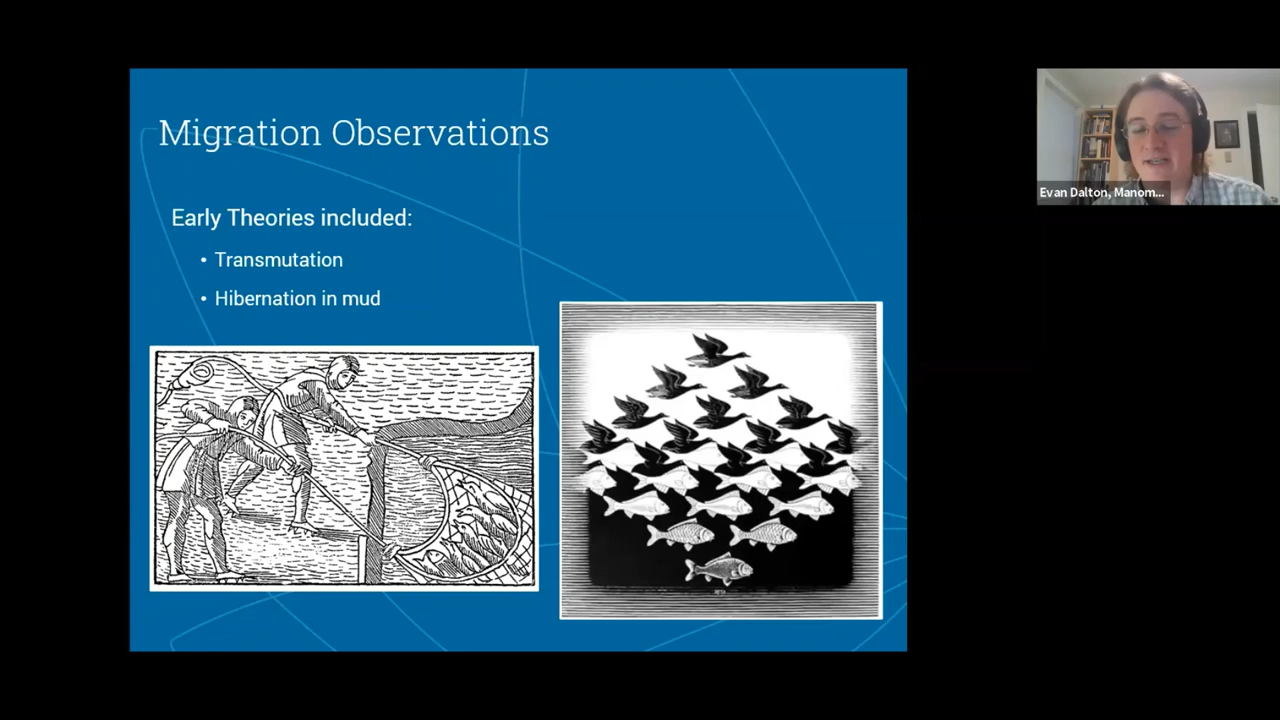 Migration Observations
Early Theories included:
• Transmutation
• Hibernation in mud
Evan Dalton, Manom...